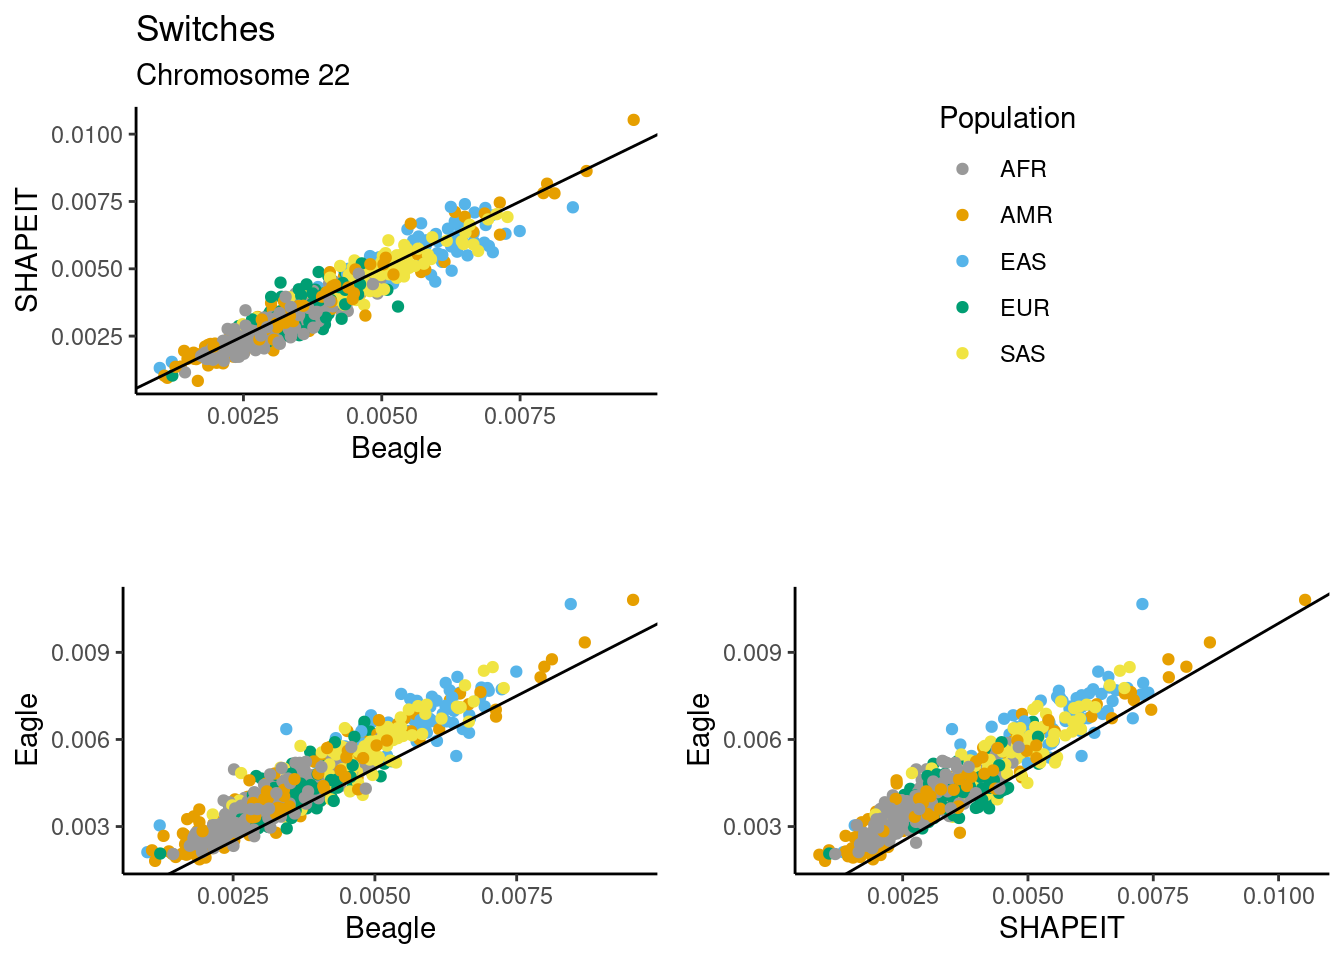 Switches
Chromosome 22
SHAPEIT
0.0100
0.0075
0.0050
0.0025
0.0025 0.0050 0.0075
Beagle
Population
AFR
AMR
EAS
EUR
SAS
Eagle
0.009
0.006
0.003
0.0025 0.0050 0.0075
Beagle
Eagle
0.009
0.006
0.003
0.0025 0.0050 0.0075 0.0100
SHAPEIT